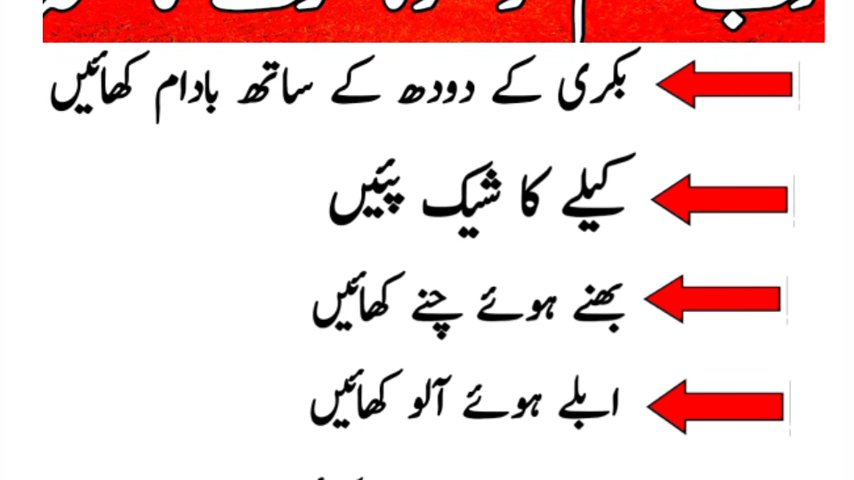 بکری کے دودھ کے ساتھ بادام کھائیں
کیلے کا شیک پئیں
بھنے ہوئے چنے کھائیں
ابلے ہوئے آلو کھائیں